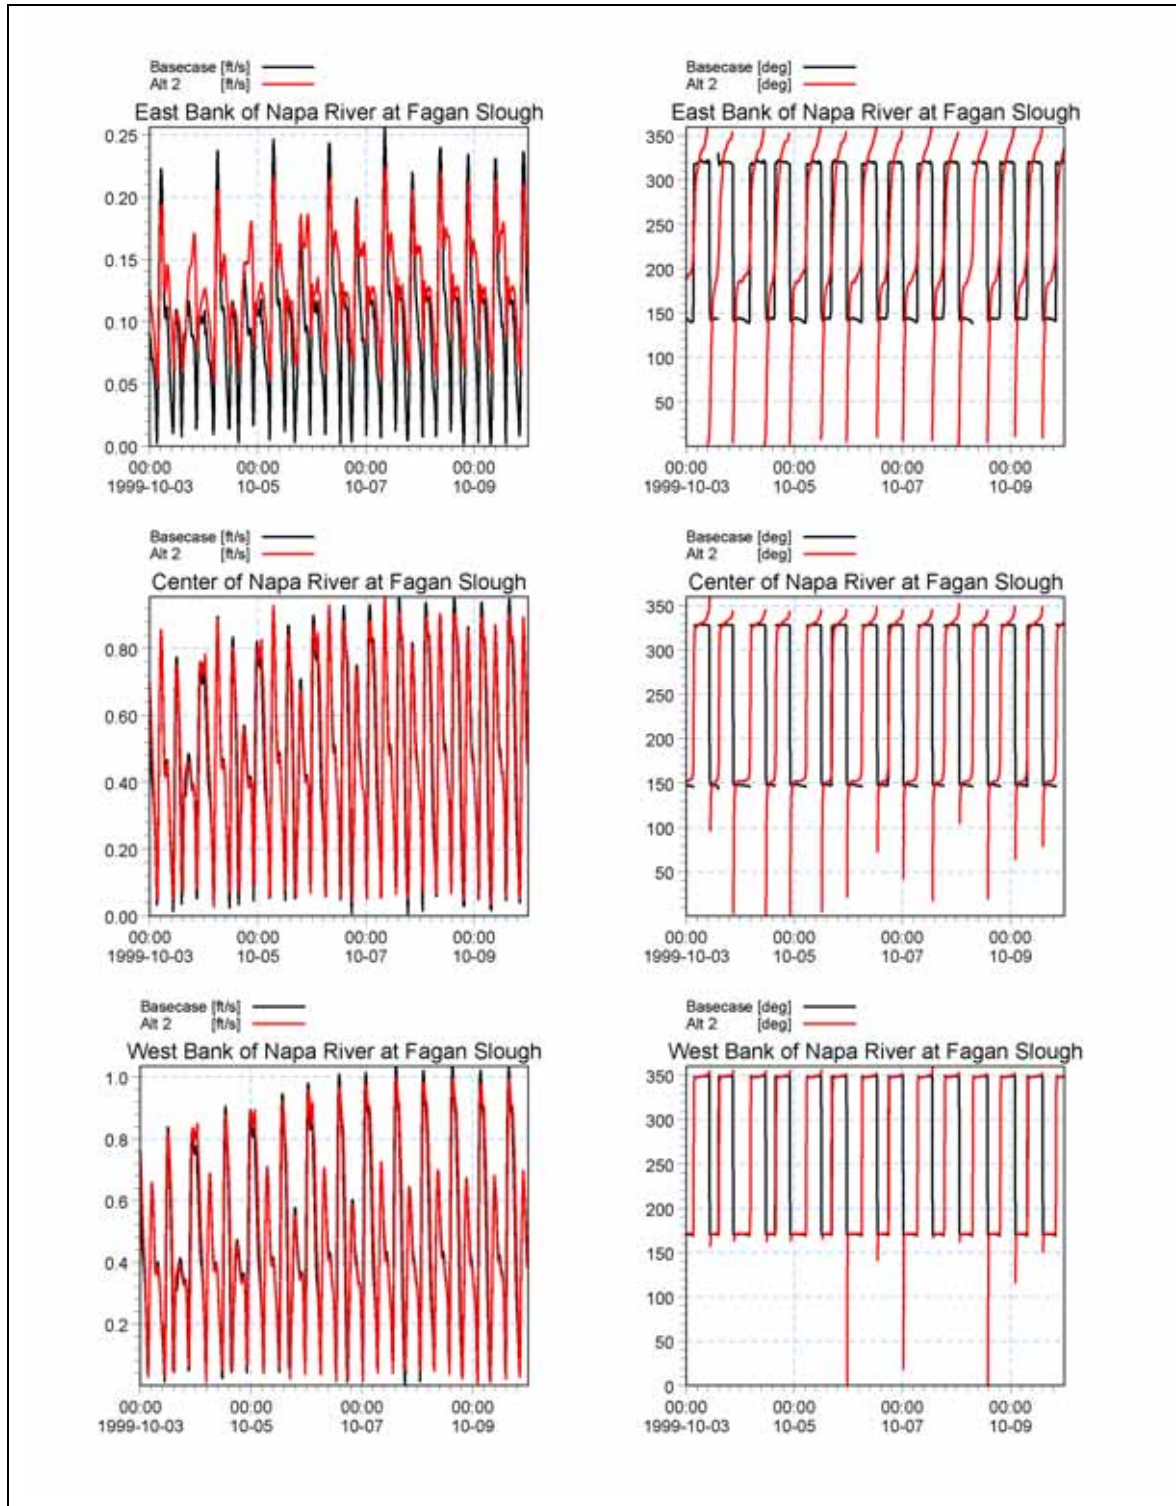 Basecase [ft/s]
Alt 2 [ft/s]
East Bank of Napa River at Fagan Slough
0.25
0.20
0.15
0.10
0.05
0.00
00:00 00:00 00:00 00:00
1999-10-03 10-05 10-07 10-09
Basecase [deg]
Alt 2 [deg]
East Bank of Napa River at Fagan Slough
350
300
250
200
150
100
50
00:00 00:00 00:00 00:00
1999-10-03 10-05 10-07 10-09
Basecase [ft/s]
Alt 2 [ft/s]
Center of Napa River at Fagan Slough
0.80
0.60
0.40
0.20
0.00
00:00 00:00 00:00 00:00
1999-10-03 10-05 10-07 10-09
Basecase [deg]
Alt 2 [deg]
Center of Napa River at Fagan Slough
350
300
250
200
150
100
50
00:00 00:00 00:00 00:00
1999-10-03 10-05 10-07 10-09
Basecase [ft/s]
Alt 2 [ft/s]
West Bank of Napa River at Fagan Slough
1.0
0.8
0.6
0.4
0.2
00:00 00:00 00:00 00:00
1999-10-03 10-05 10-07 10-09
Basecase [deg]
Alt 2 [deg]
West Bank of Napa River at Fagan Slough
350
300
250
200
150
100
50
0
00:00 00:00 00:00 00:00
1999-10-03 10-05 10-07 10-09